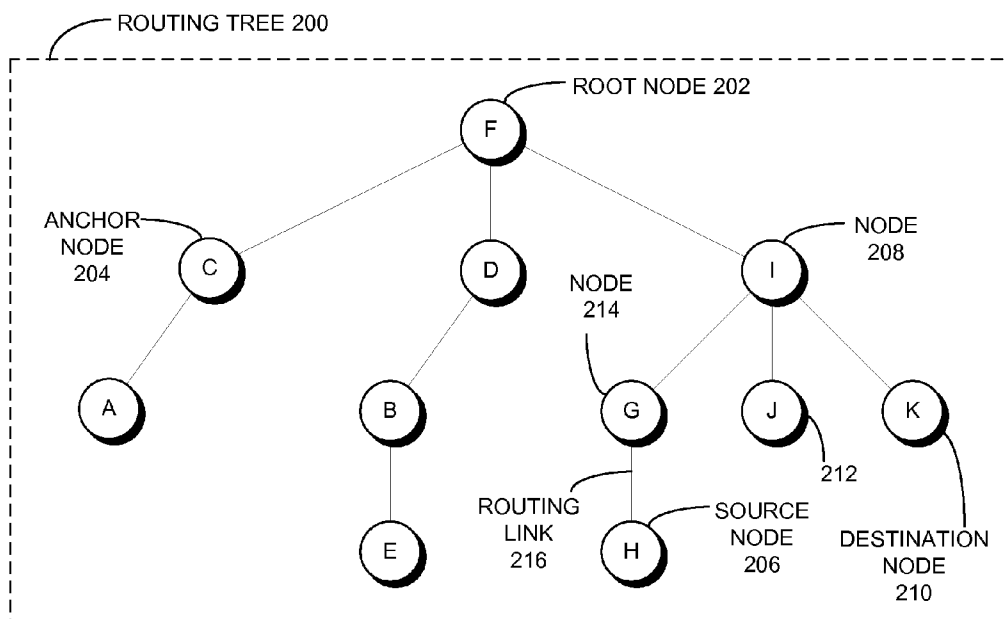 ROUTING TREE 200
ROOT NODE 202
F
ANCHOR
NODE
204
C
D
I
NODE
208
NODE
214
A
B
G
J
K
212
ROUTING
LINK
216
E
H
SOURCE
NODE
206
DESTINATION
NODE
210